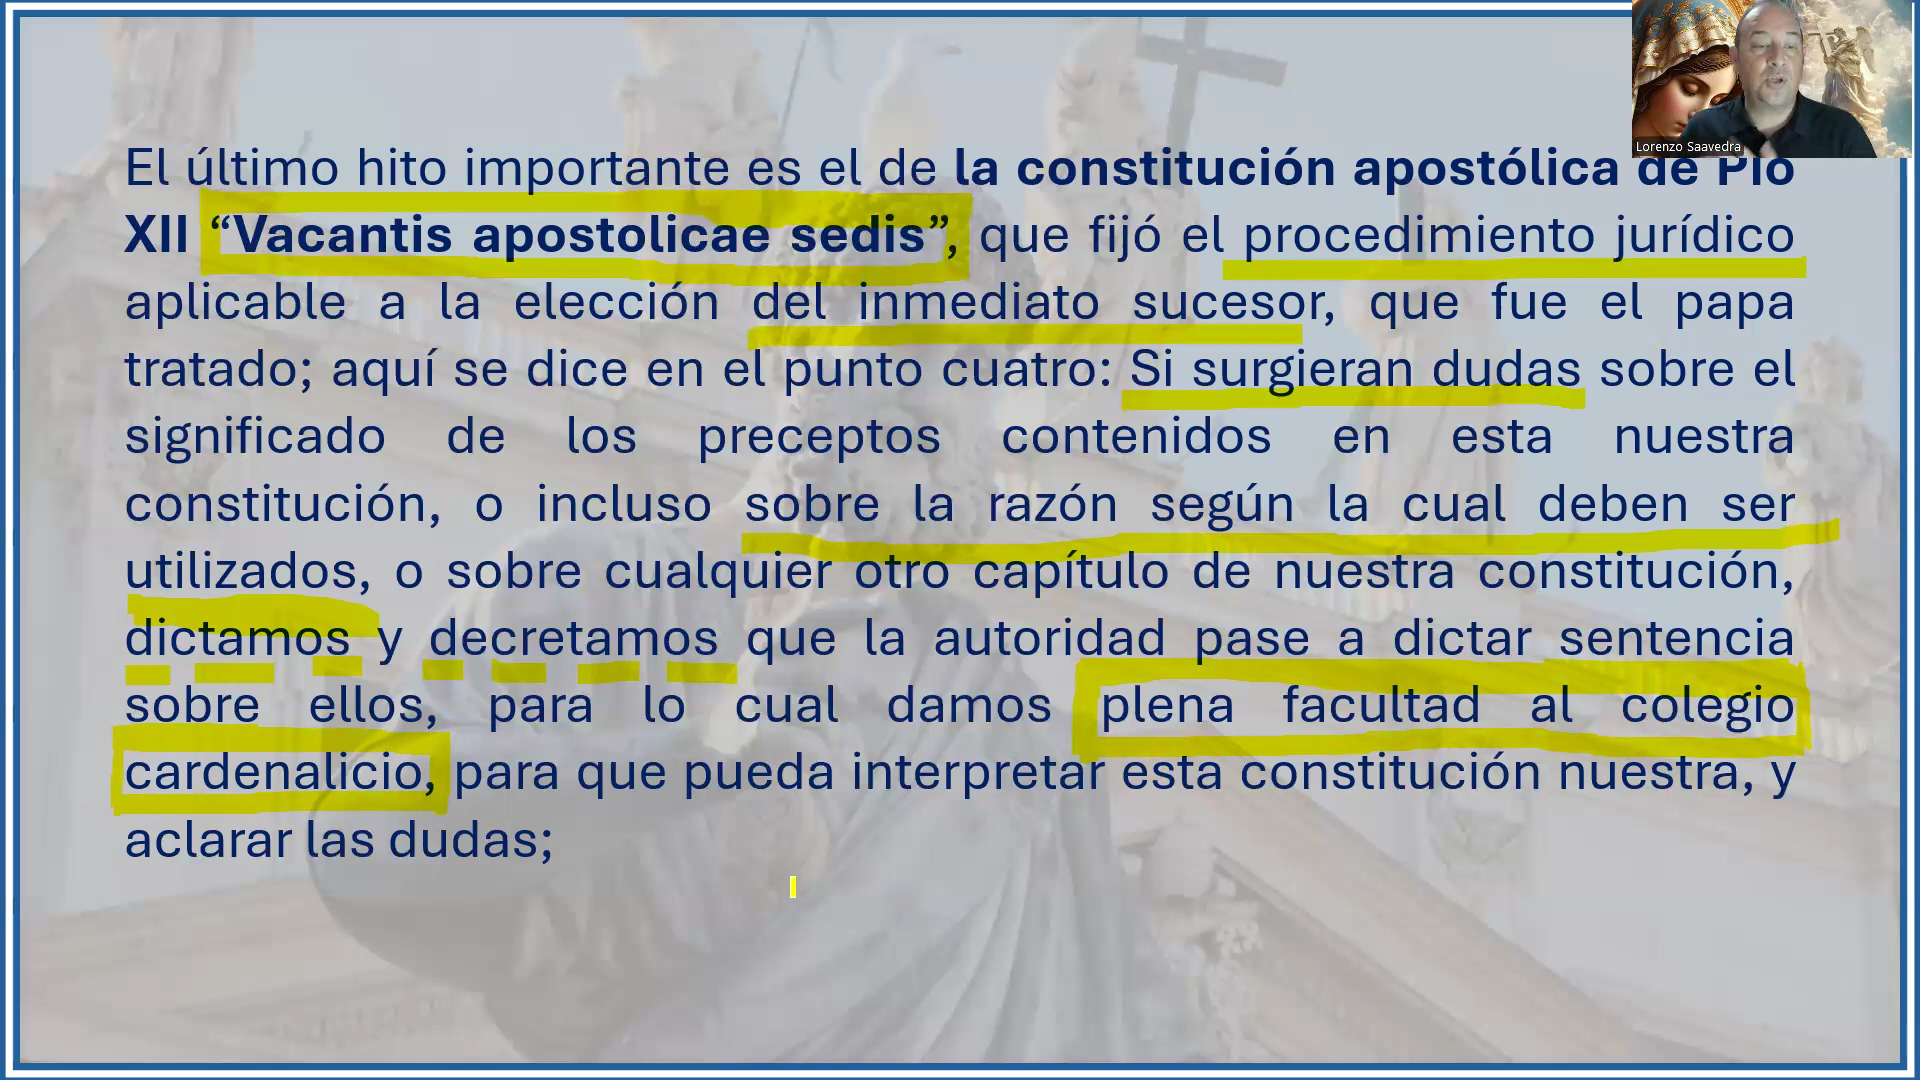 Lorenzo Saavedra
El último hito importante es el de la constitución apostólica de Pío
XII “Vacantis apostolicae sedis”, que fijó el procedimiento jurídico
aplicable a la elección del inmediato sucesor, que fue el papa
tratado; aquí se dice en el punto cuatro: Si surgieran dudas sobre el
significado de los preceptos contenidos en esta nuestra
constitución, o incluso sobre la razón según la cual deben ser
utilizados, o sobre cualquier otro capítulo de nuestra constitución,
dictamos y decretamos que la autoridad pase a dictar sentencia
sobre ellos, para lo cual damos plena facultad al colegio
cardenalicio, para que pueda interpretar esta constitución nuestra, y
aclarar las dudas;